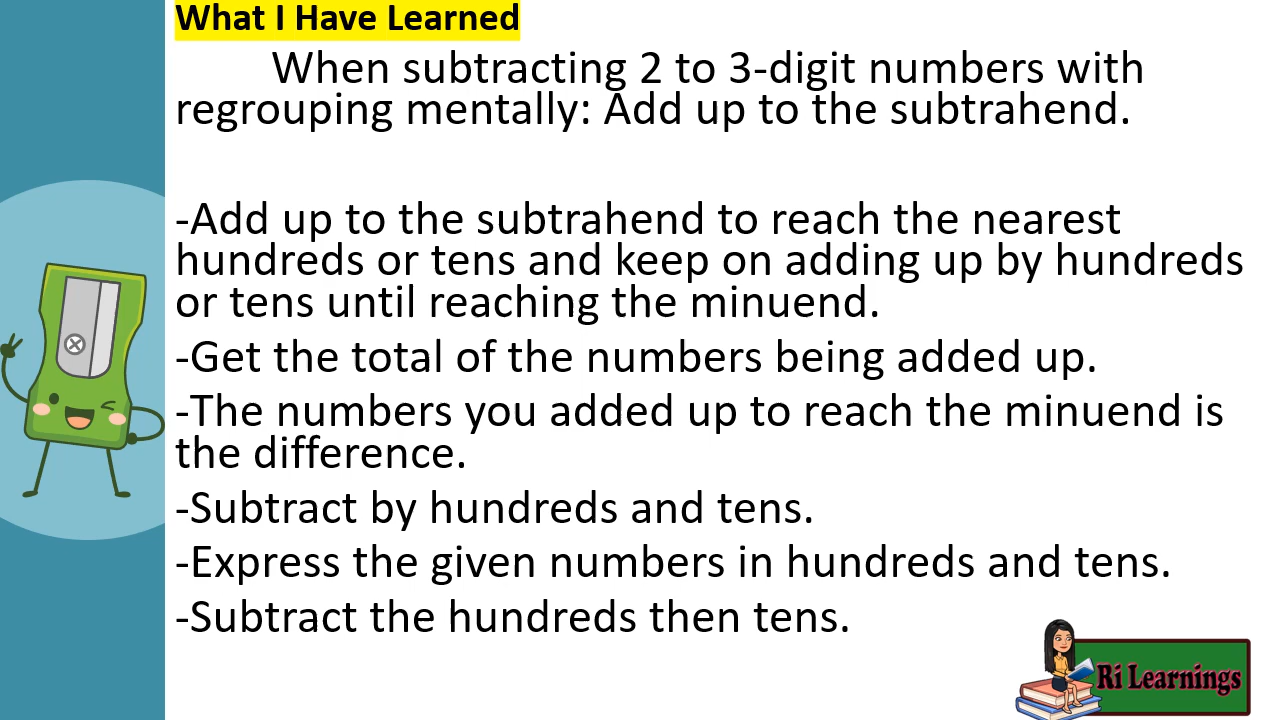 What I Have Learned
When subtracting 2 to 3-digit numbers with
regrouping mentally: Add up to the subtrahend.
-Add up to the subtrahend to reach the nearest
hundreds or tens and keep on adding up by hundreds
or tens until reaching the minuend.
-Get the total of the numbers being added up.
-The numbers you added up to reach the minuend is
the difference.
-Subtract by hundreds and tens.
-Express the given numbers in hundreds and tens.
-Subtract the hundreds then tens.
Ri Learnings